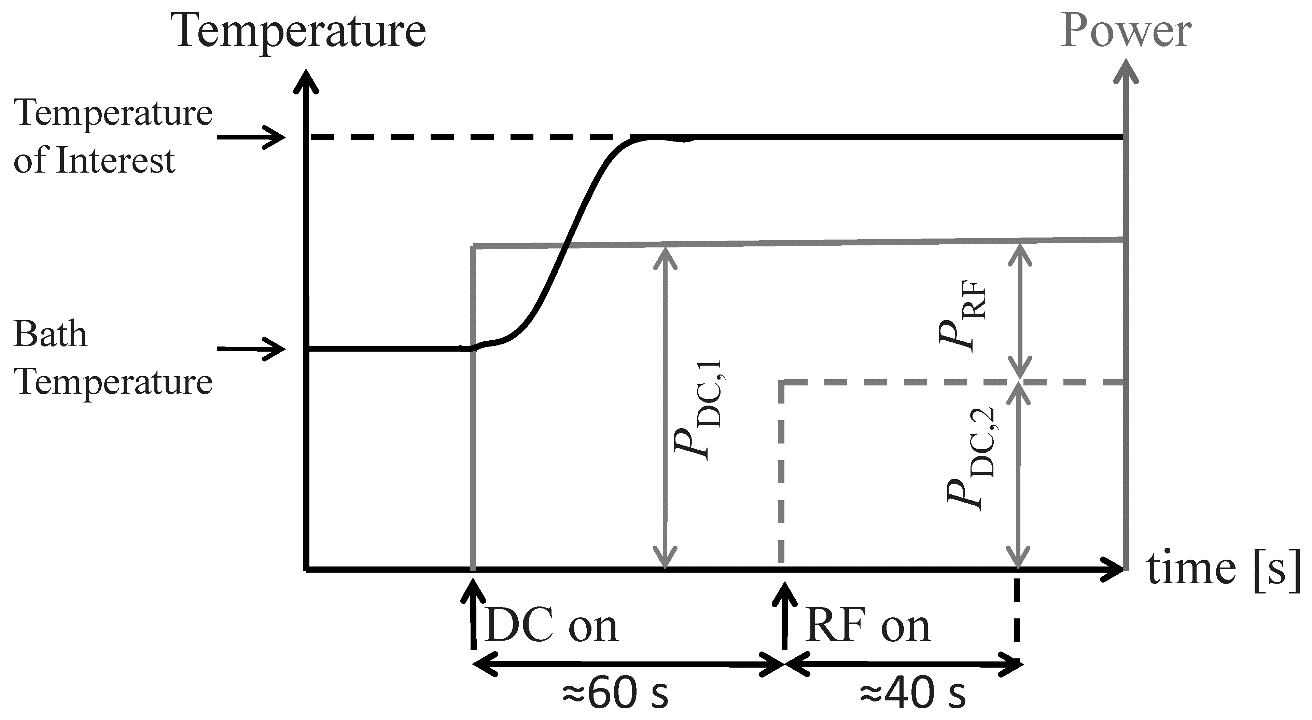 Temperature
Power
Temperature
of Interest
Bath
Temperature
P_DC,1
P_RF
P_DC,2
time [s]
DC on
RF on
≈60 s
≈40 s